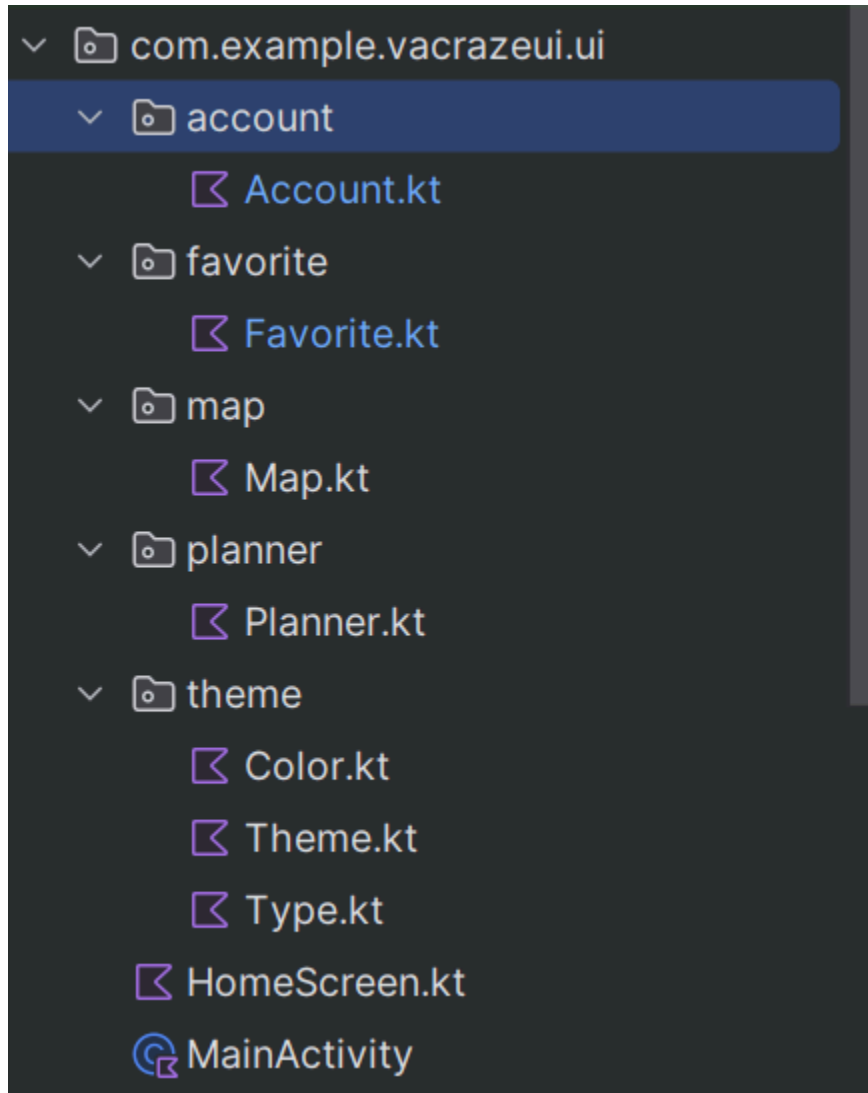 com.example.vacrazeui.ui
account
Account.kt
favorite
Favorite.kt
map
Map.kt
planner
Planner.kt
theme
Color.kt
Theme.kt
Type.kt
HomeScreen.kt
MainActivity